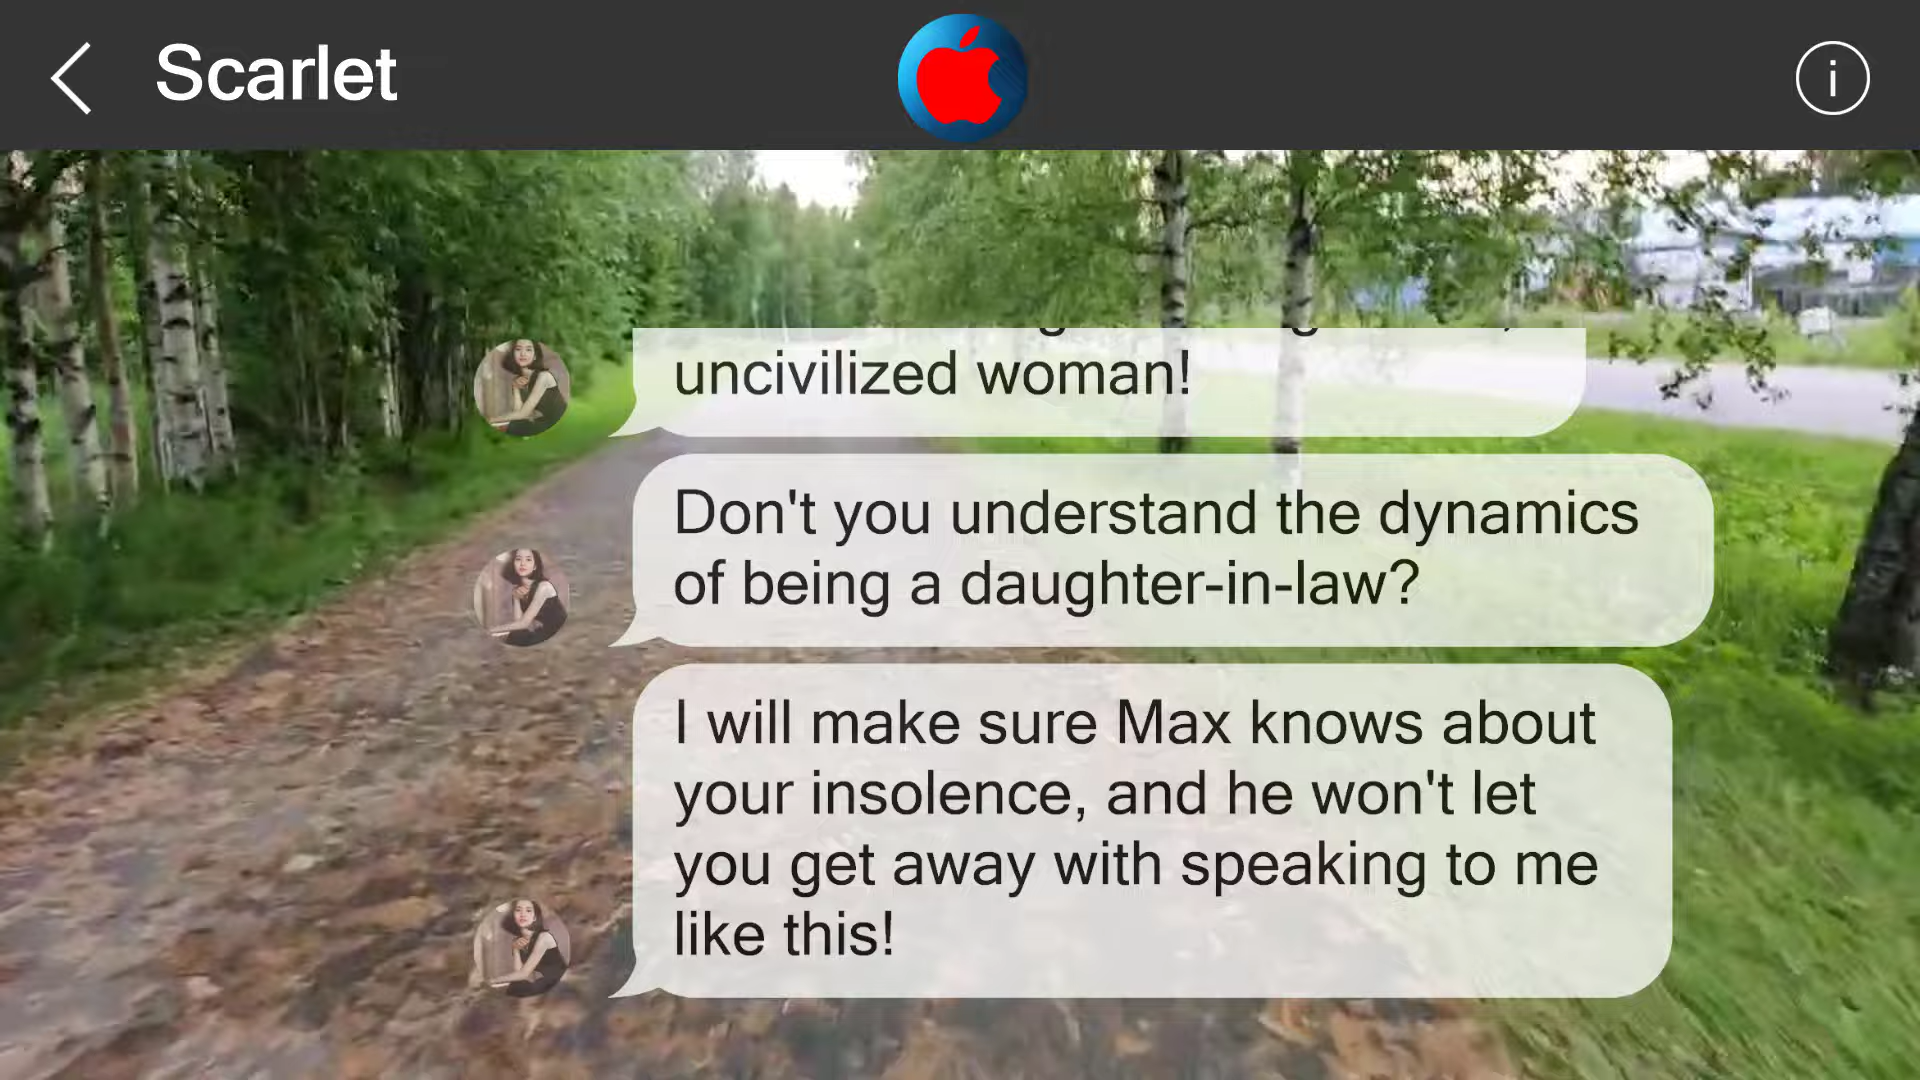 Scarlet
i
uncivilized woman!
Don't you understand the dynamics
of being a daughter-in-law?
I will make sure Max knows about
your insolence, and he won't let
you get away with speaking to me
like this!